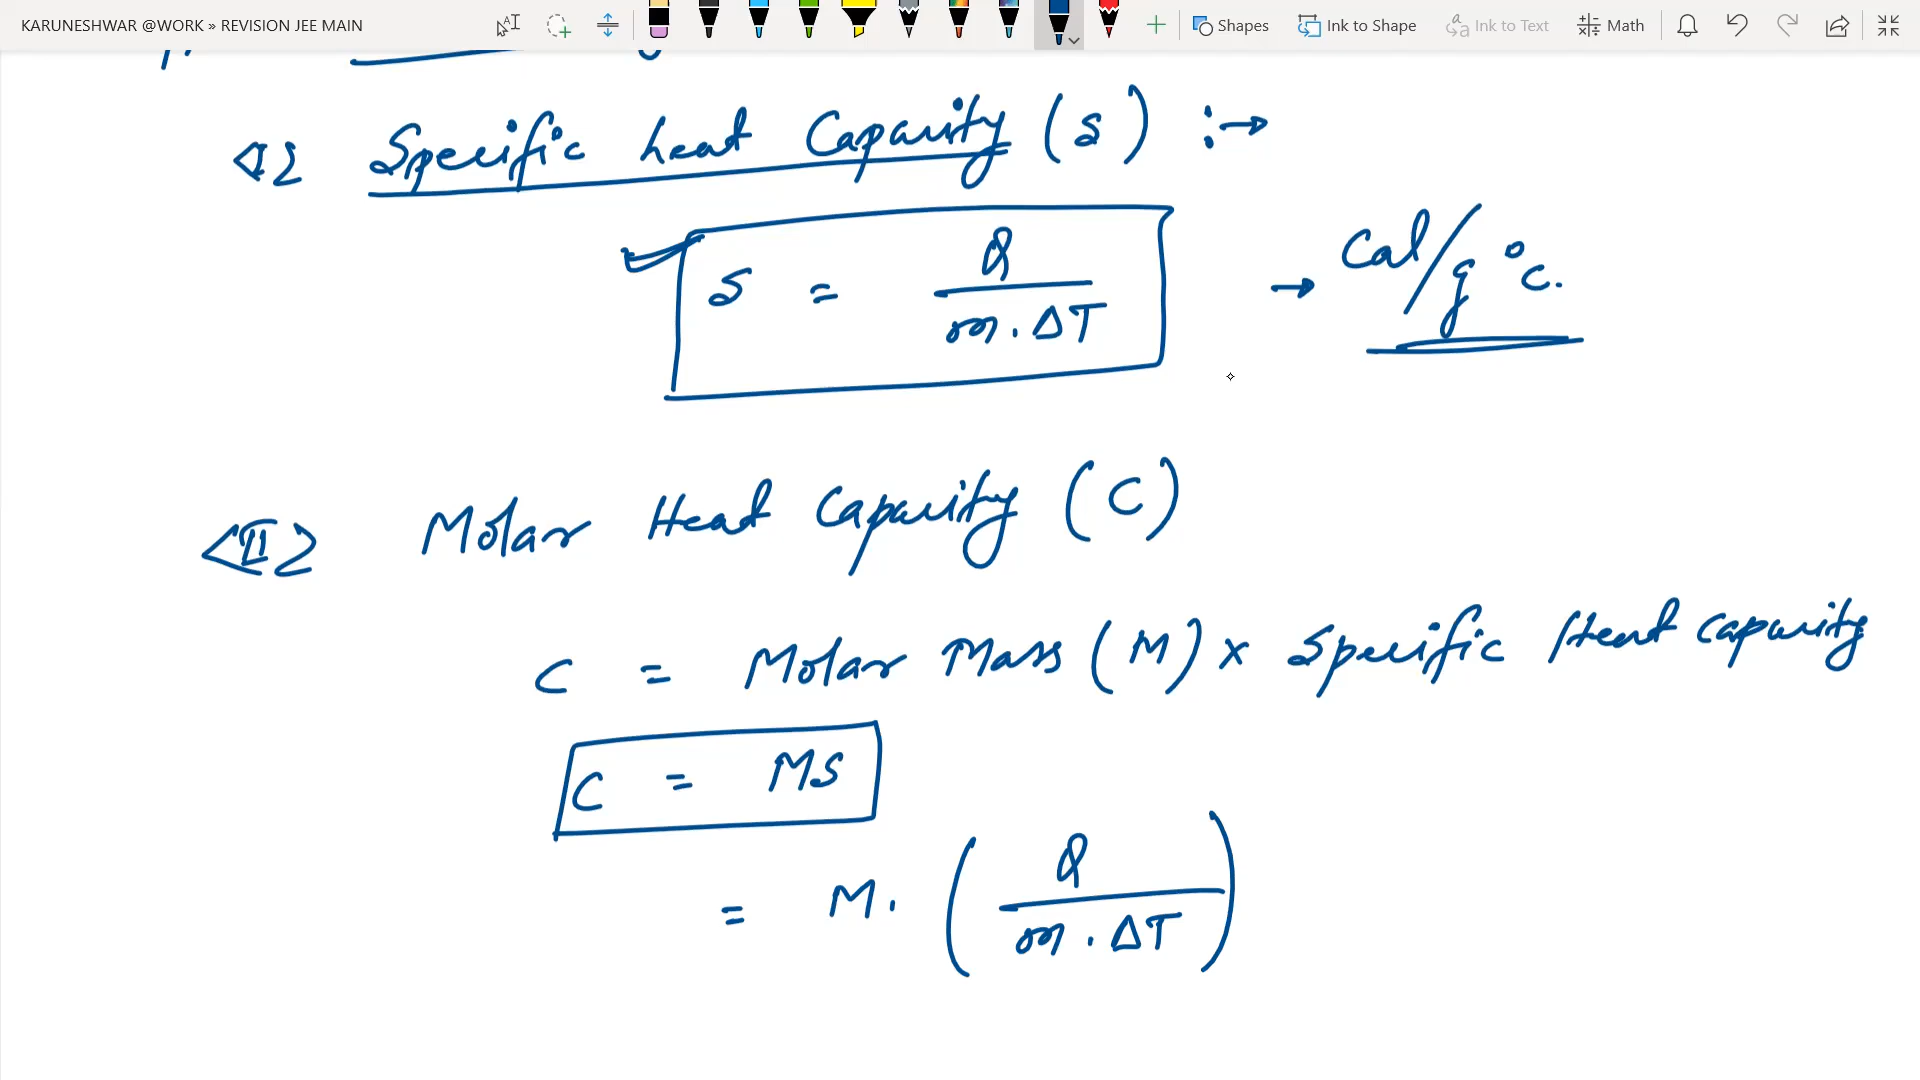 KARUNESHWAR @WORK » REVISION JEE MAIN Shapes Ink to Shape Ink to Text Math
<I> Specific heat Capacity (s) :→
s = Q / m.ΔT → Cal/g °C.
<II> Molar Heat Capacity (C)
C = Molar Mass (M) x Specific Heat capacity
C = MS
= M. (Q / m.ΔT)